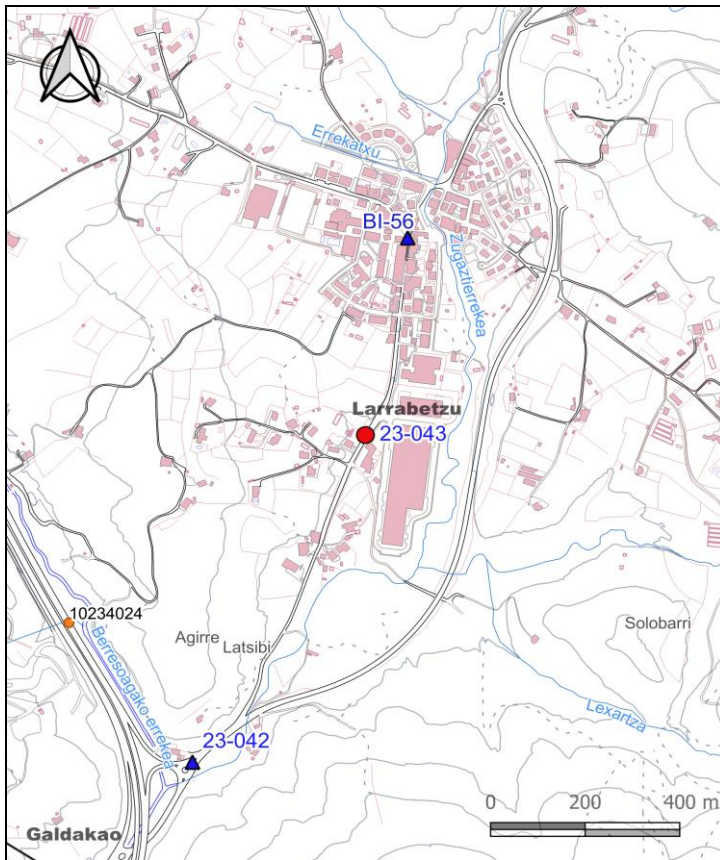 Errekatxu
BI-56
Zugaztierrekea
Larrabetzu
23-043
10234024
Berresoagako errekea
Agirre
Latsibi
Solobarri
Lexartza
23-042
0 200 400 m
Galdakao